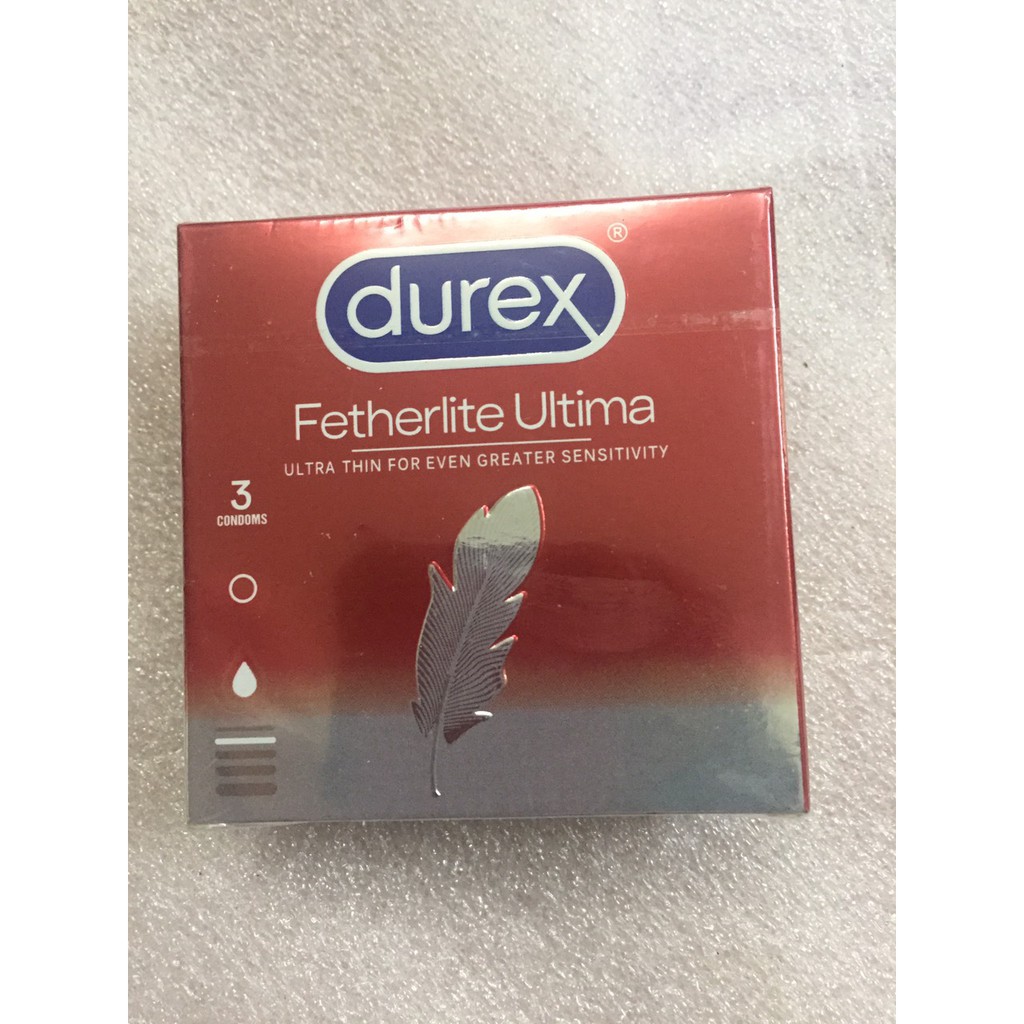 durex®
Fetherlite Ultima
ULTRA THIN FOR EVEN GREATER SENSITIVITY
3
CONDOMS